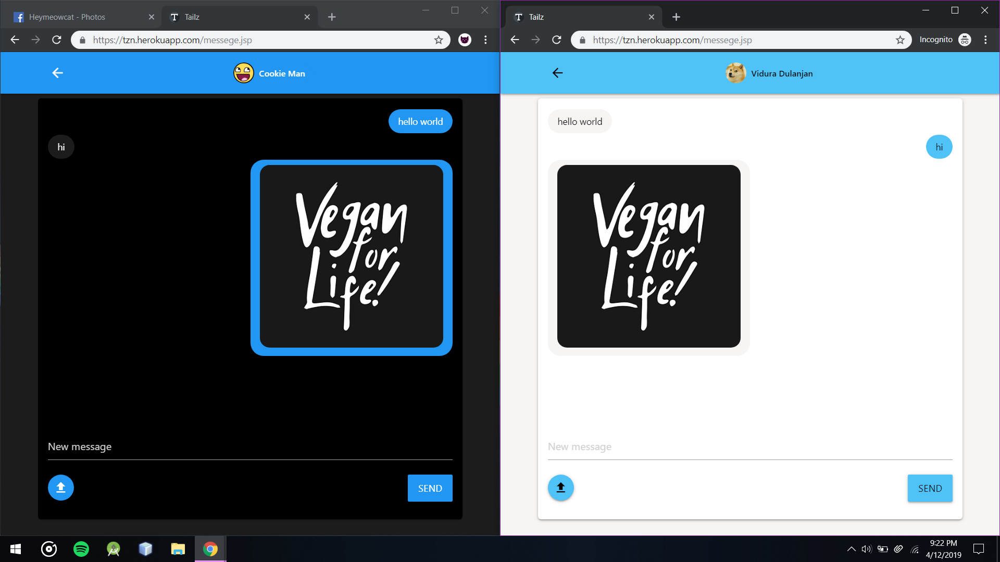 Heymeowcat - Photos
Tailz
https://tzn.herokuapp.com/messege.jsp
Cookie Man
hello world
hi
Vegan
for
Life!
New message
SEND
Tailz
https://tzn.herokuapp.com/messege.jsp
Incognito
Vidura Dulanjan
hello world
hi
Vegan
for
Life!
New message
SEND
9:22 PM
4/12/2019